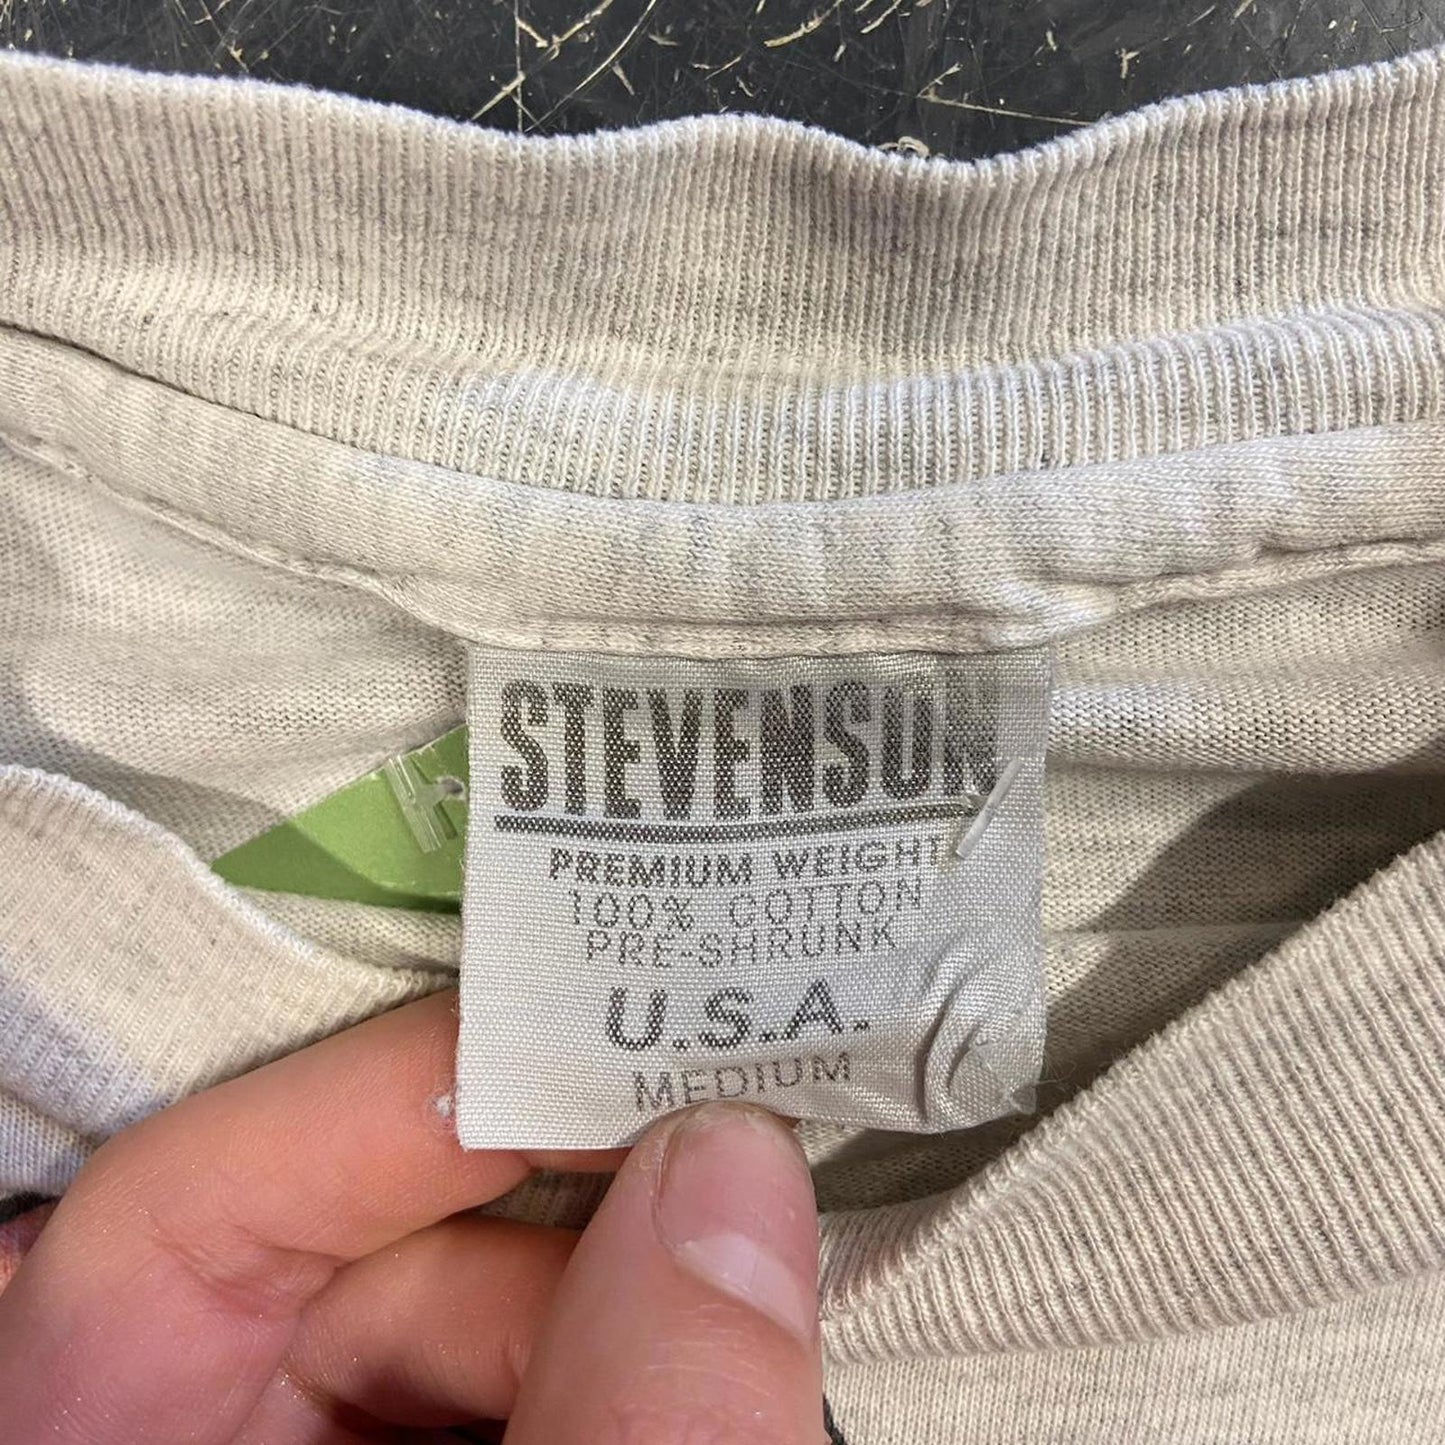 STEVENSON
PREMIUM WEIGHT
100% COTTON
PRE-SHRUNK
U.S.A.
MEDIUM